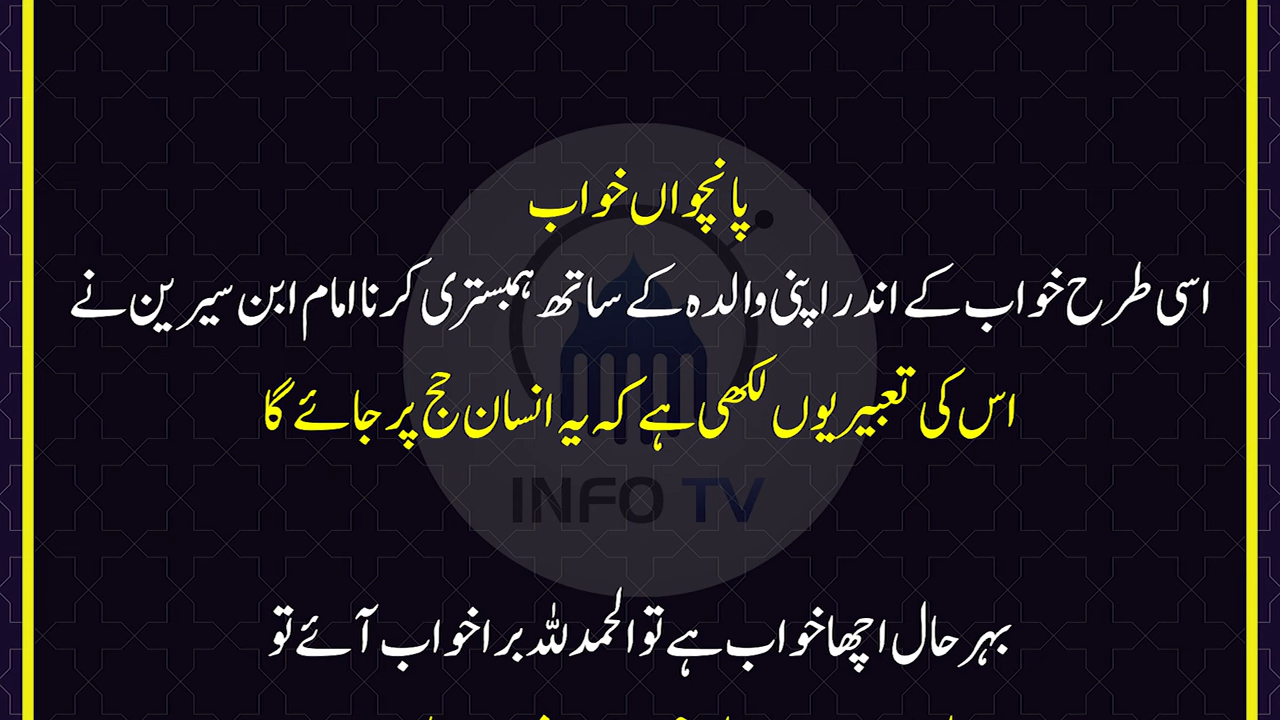 پانچواں خواب
اسی طرح خواب کے اندر اپنی والدہ کے ساتھ ہمبستری کرنا امام ابن سیرین نے
اس کی تعبیر یوں لکھی ہے کہ یہ انسان حج پر جائے گا
INFO TV
بہر حال اچھا خواب ہے تو الحمدللہ برا خواب آئے تو